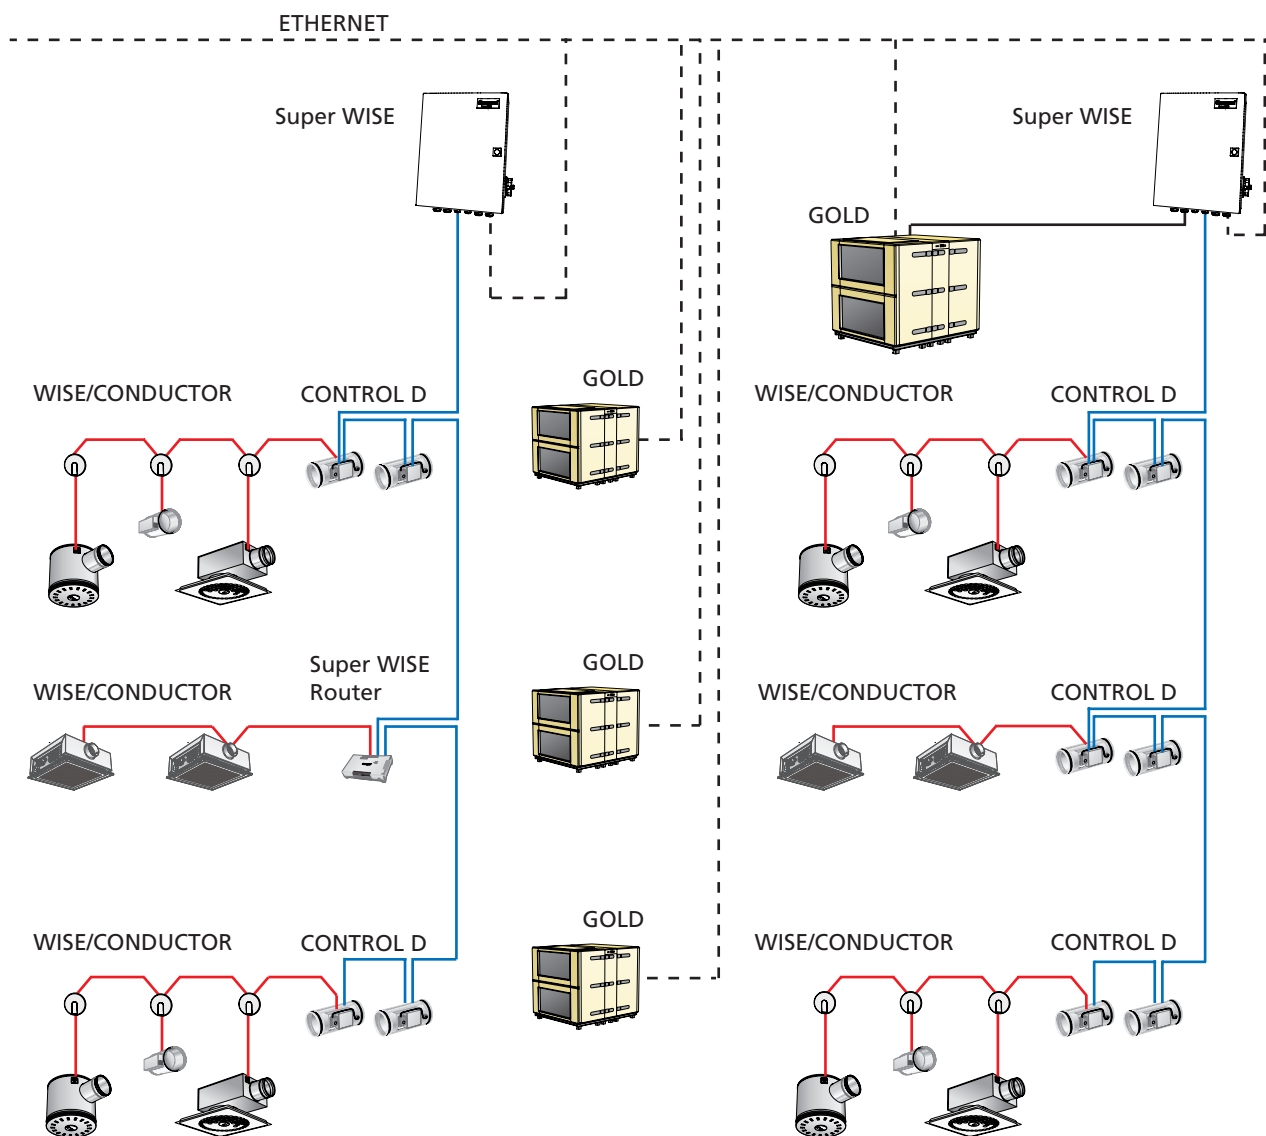 ETHERNET
Super WISE
Super WISE
GOLD
WISE/CONDUCTOR
CONTROL D
GOLD
WISE/CONDUCTOR
CONTROL D
Super WISE
Router
WISE/CONDUCTOR
GOLD
WISE/CONDUCTOR
CONTROL D
WISE/CONDUCTOR
CONTROL D
GOLD
WISE/CONDUCTOR
CONTROL D